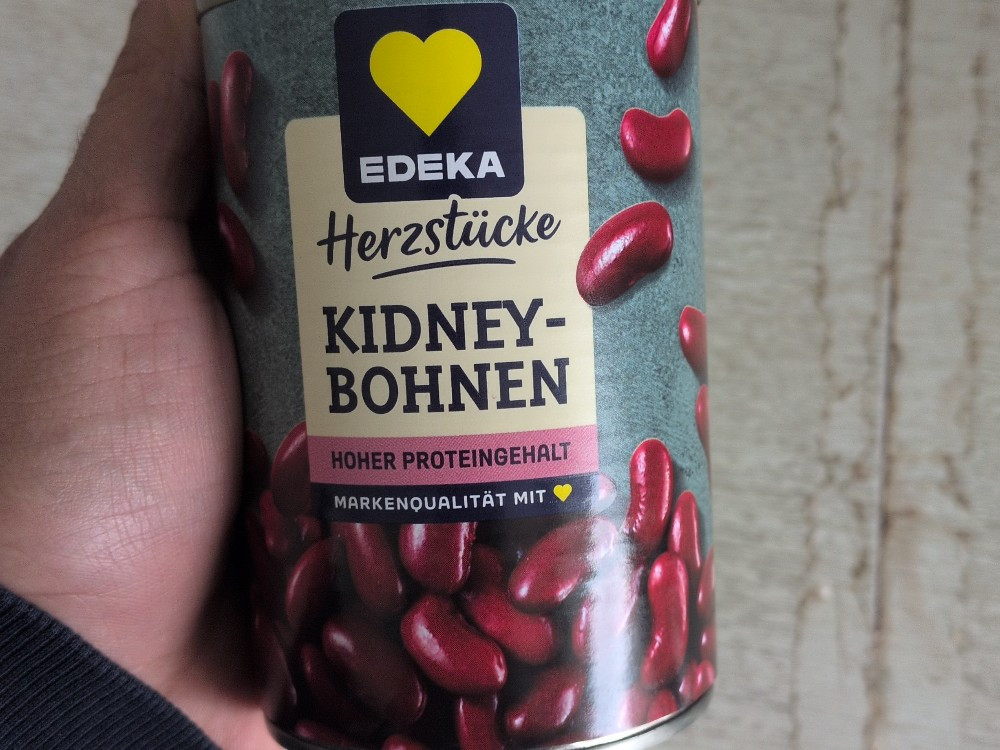 EDEKA
Herzstücke
KIDNEY-
BOHNEN
HOHER PROTEINGEHALT
MARKENQUALITÄT MIT